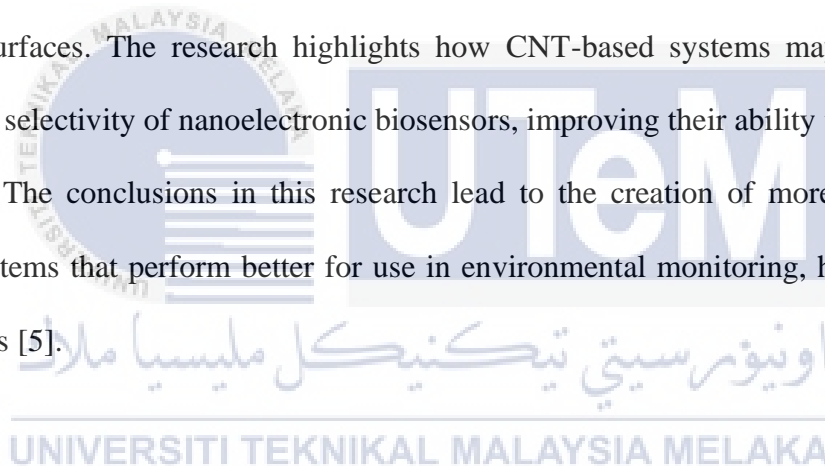 urfaces. The research highlights how CNT-based systems ma
selectivity of nanoelectronic biosensors, improving their ability
The conclusions in this research lead to the creation of more
tems that perform better for use in environmental monitoring, h
s [5].
UTeM
اونيۏرسيتي تيكنيكل مليسيا ملاك
UNIVERSITI TEKNIKAL MALAYSIA MELAKA